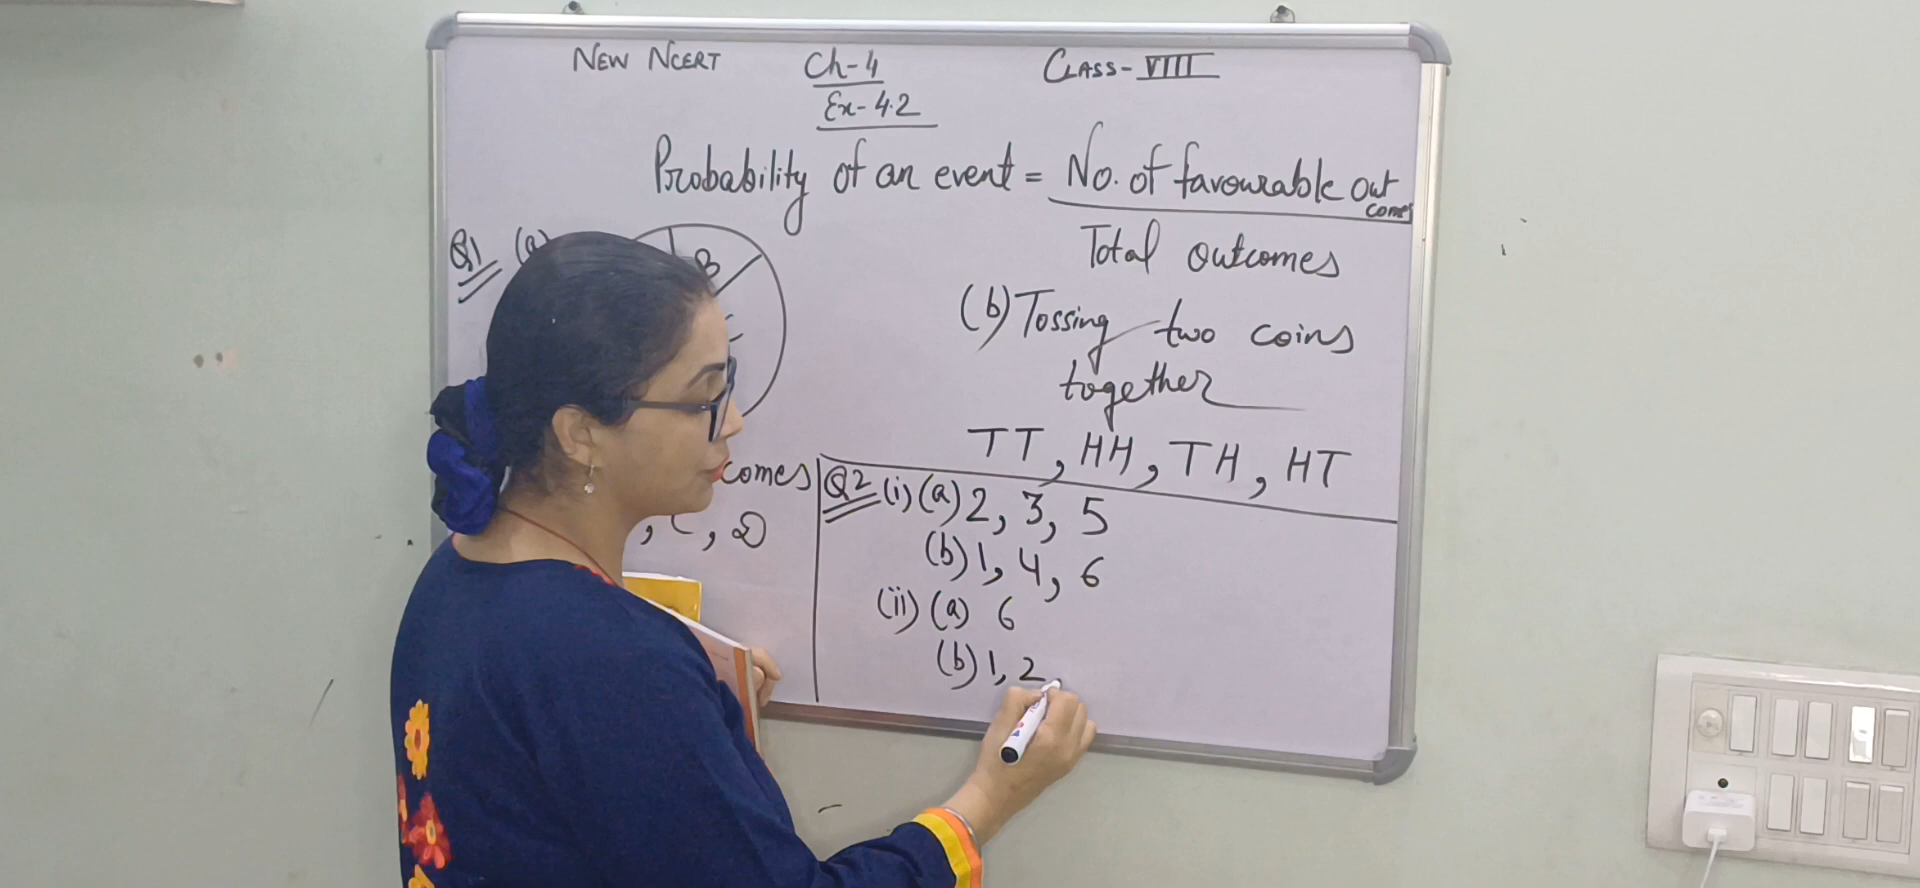 NEW NCERT Ch-4 CLASS-VIII
Ex-4.2
Probability of an event = No. of favourable outcomes
Total outcomes
Q1 (a)
B
(b) Tossing two coins
together
TT, HH, TH, HT
comes
, C, D
Q2 (i) (a) 2, 3, 5
(b) 1, 4, 6
(ii) (a) 6
(b) 1, 2,